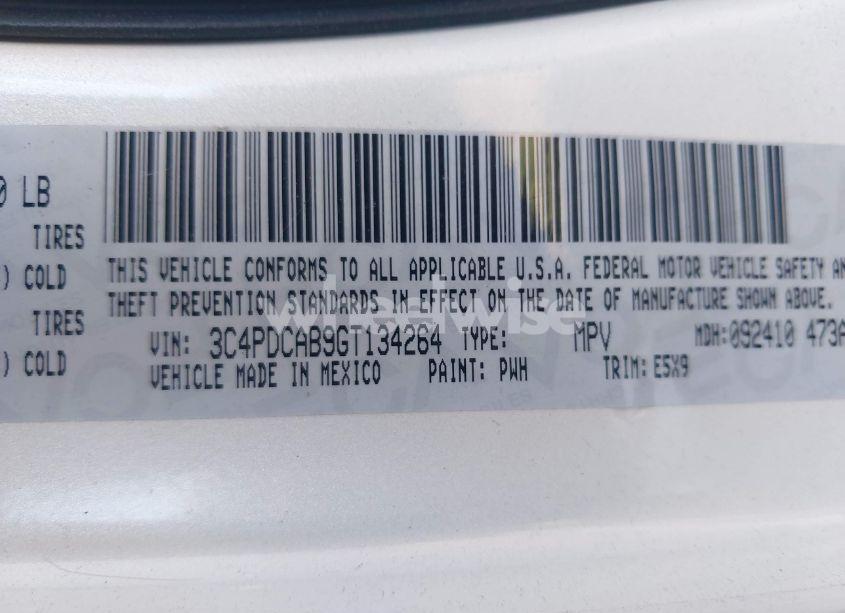 0 LB
TIRES
) COLD
TIRES
) COLD
THIS VEHICLE CONFORMS TO ALL APPLICABLE U.S.A. FEDERAL MOTOR VEHICLE SAFETY AN
THEFT PREVENTION STANDARDS IN EFFECT ON THE DATE OF MANUFACTURE SHOWN ABOVE.
VIN: 3C4PDCAB9GT134264 TYPE: MPV MDH:092410 473A
VEHICLE MADE IN MEXICO PAINT: PWH TRIM: E5X9
wheelwise